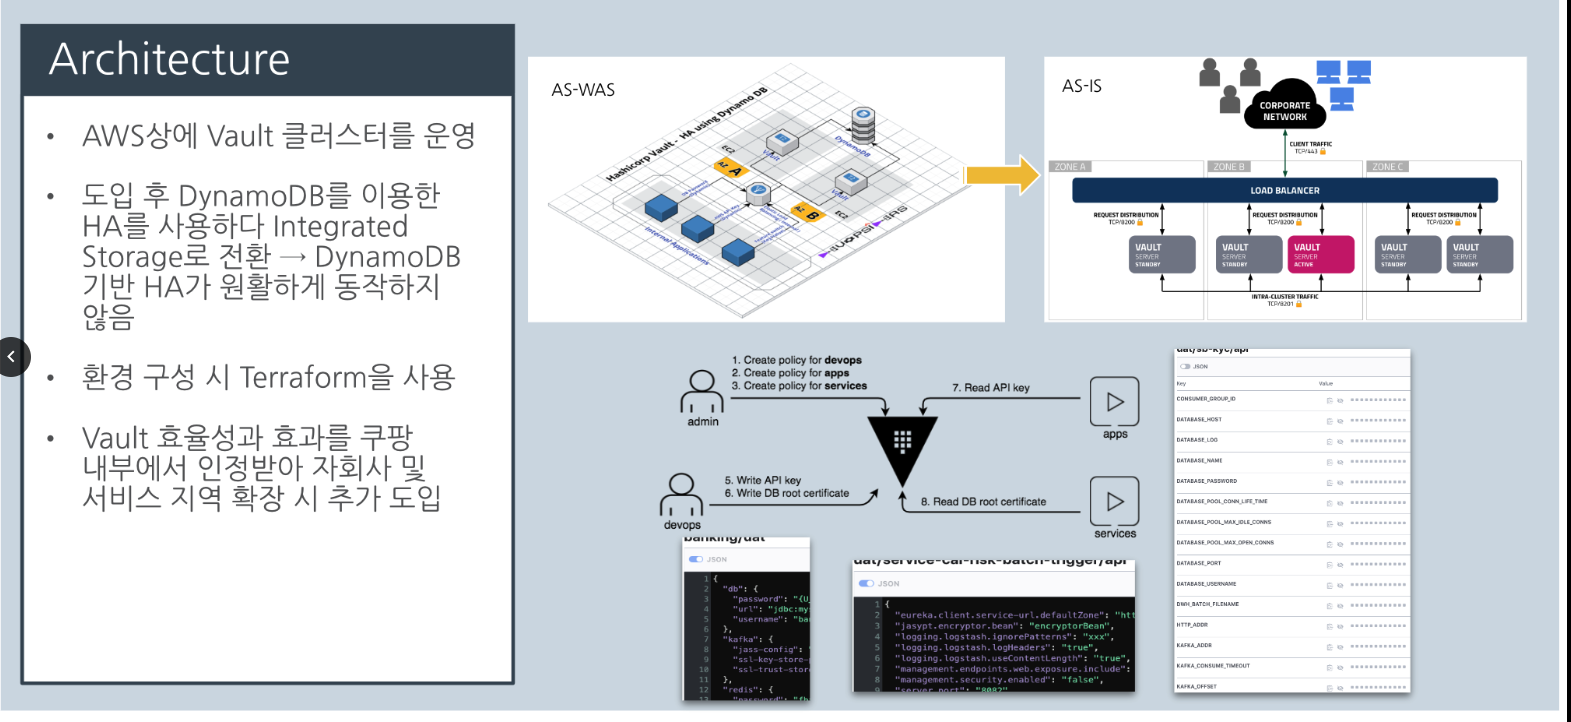 Architecture
• AWS상에 Vault 클러스터를 운영
• 도입 후 DynamoDB를 이용한
HA를 사용하다 Integrated
Storage로 전환 → DynamoDB
기반 HA가 원활하게 동작하지
않음
• 환경 구성 시 Terraform을 사용
• Vault 효율성과 효과를 쿠팡
내부에서 인정받아 자회사 및
서비스 지역 확장 시 추가 도입
AS-WAS
Hashicorp Vault - HA using Dynamo DB
DynamoDB
EC2
Vault
AZ A
Vault
AZ B
EC2
Internal Applications
AS-IS
CORPORATE
NETWORK
CLIENT TRAFFIC
TCP/443
ZONE A
ZONE B
ZONE C
LOAD BALANCER
REQUEST DISTRIBUTION
TCP/8200
REQUEST DISTRIBUTION
TCP/8200
REQUEST DISTRIBUTION
TCP/8200
VAULT
SERVER
STANDBY
VAULT
SERVER
STANDBY
VAULT
SERVER
ACTIVE
VAULT
SERVER
STANDBY
VAULT
SERVER
STANDBY
INTRA-CLUSTER TRAFFIC
TCP/8201
1. Create policy for devops
2. Create policy for apps
3. Create policy for services
admin
7. Read API key
apps
5. Write API key
6. Write DB root certificate
devops
8. Read DB root certificate
services
banking/dat
JSON
1 {
2 "db": {
3 "password": "{U
4 "url": "jdbc:my
5 "username": "ba
6 },
7 "kafka": {
8 "jass-config":
9 "ssl-key-store-
10 "ssl-trust-stor
11 },
12 "redis": {
"password": "
dat/service-car-risk-batch-trigger/api
JSON
1 {
2 "eureka.client.service-url.defaultZone": "htt
3 "jasypt.encryptor.bean": "encryptorBean",
4 "logging.logstash.ignorePatterns": "xxx",
5 "logging.logstash.logHeaders": "true",
6 "logging.logstash.useContentLength": "true",
7 "management.endpoints.web.exposure.include":
8 "management.security.enabled": "false",
9 "server.port": "8082"
dat/sb-kyc/api
JSON
Key Value
CONSUMER_GROUP_ID
DATABASE_HOST
DATABASE_LOG
DATABASE_NAME
DATABASE_PASSWORD
DATABASE_POOL_CONN_LIFE_TIME
DATABASE_POOL_MAX_IDLE_CONNS
DATABASE_POOL_MAX_OPEN_CONNS
DATABASE_PORT
DATABASE_USERNAME
DWH_BATCH_FILENAME
HTTP_ADDR
KAFKA_ADDR
KAFKA_CONSUME_TIMEOUT
KAFKA_OFFSET